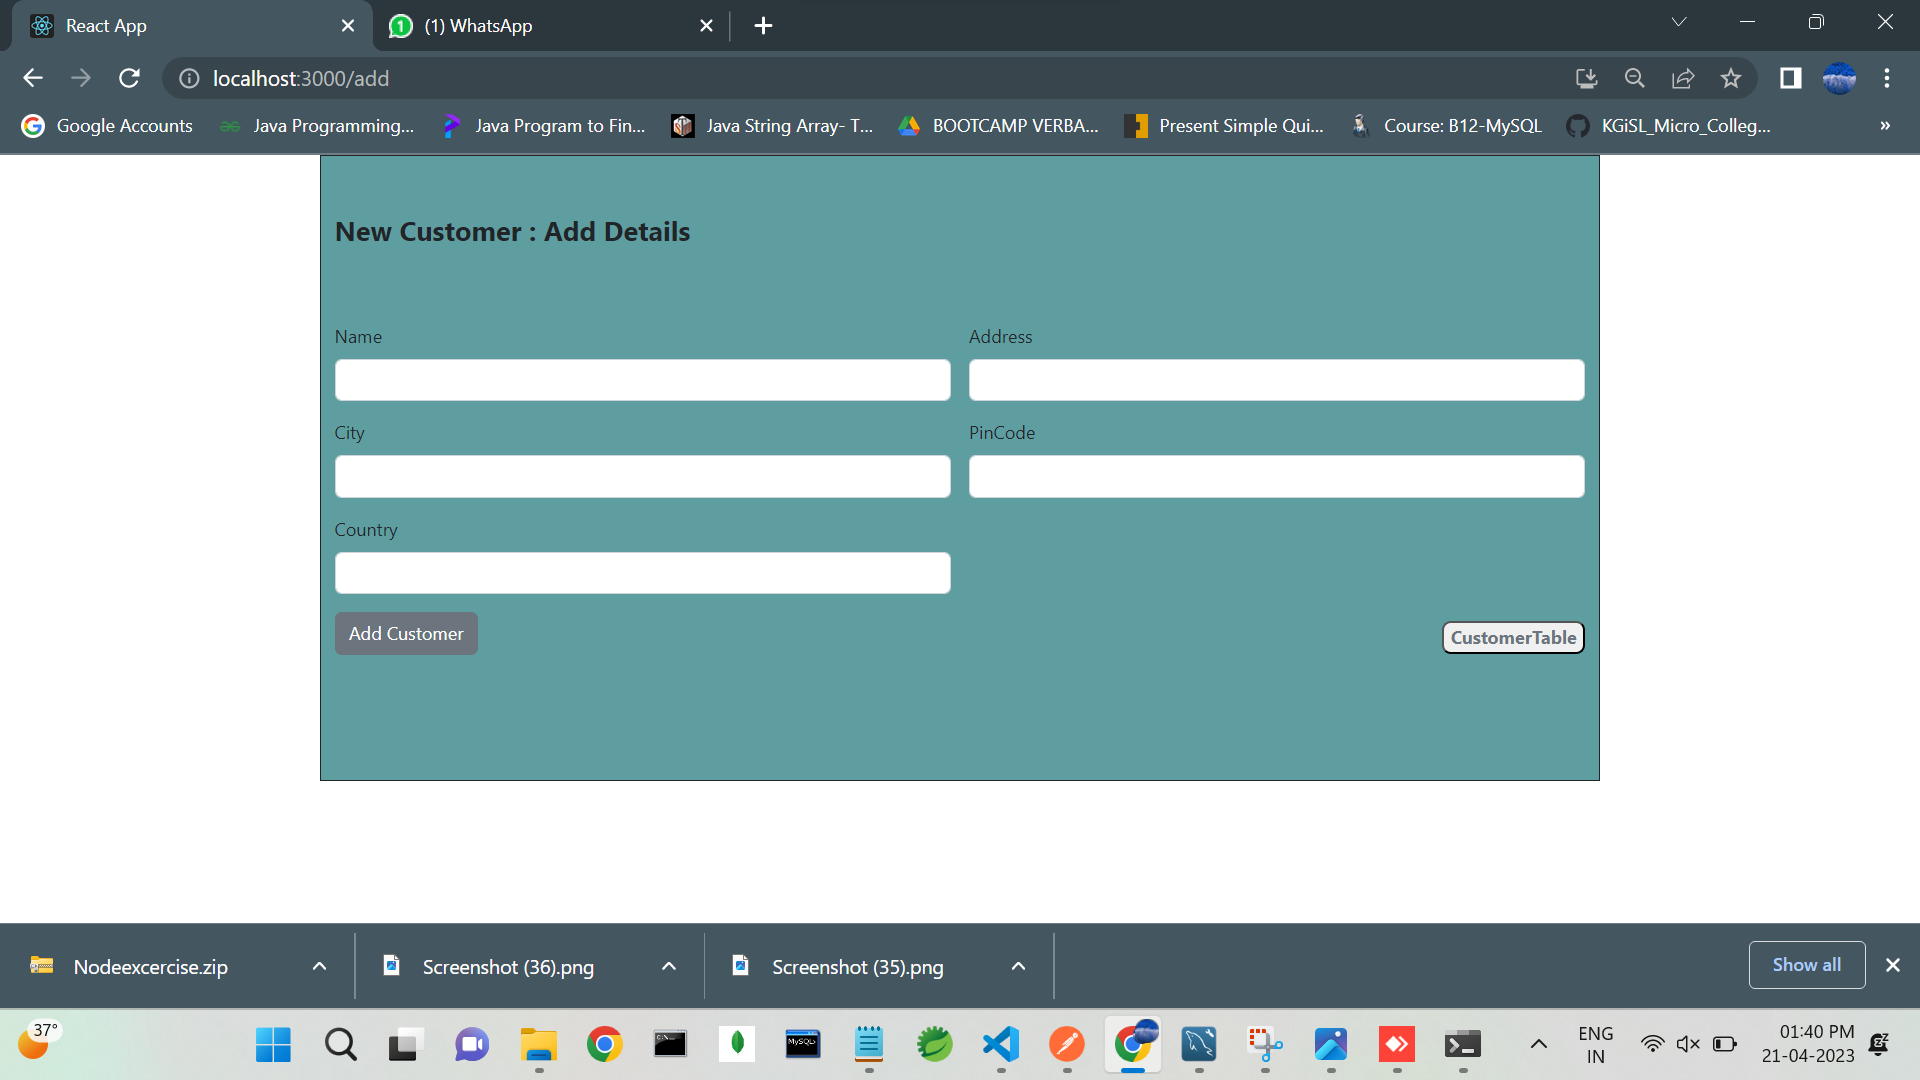 React App
(1) WhatsApp
localhost:3000/add
Google Accounts
Java Programming...
Java Program to Fin...
Java String Array- T...
BOOTCAMP VERBA...
Present Simple Qui...
Course: B12-MySQL
KGiSL_Micro_Colleg...
»
New Customer : Add Details
Name
Address
City
PinCode
Country
Add Customer
CustomerTable
Nodeexcercise.zip
Screenshot (36).png
Screenshot (35).png
Show all
37°
ENG
IN
01:40 PM
21-04-2023